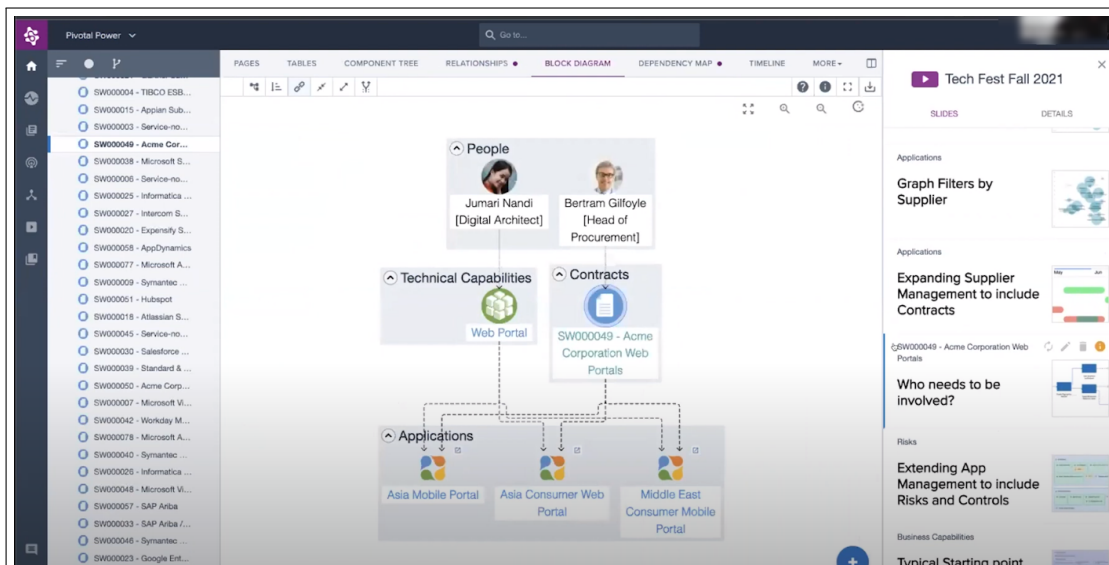 Pivotal Power
Go to...
PAGES TABLES COMPONENT TREE RELATIONSHIPS BLOCK DIAGRAM DEPENDENCY MAP TIMELINE MORE
SW000004 - TIBCO ESB...
SW000015 - Appian Sub...
SW000003 - Service-no...
SW000049 - Acme Cor...
SW000038 - Microsoft S...
SW000006 - Service-no...
SW000025 - Informatica ...
SW000027 - Intercom S...
SW000020 - Expensify S...
SW000058 - AppDynamics
SW000077 - Microsoft A...
SW000009 - Symantec ...
SW000051 - Hubspot
SW000018 - Atlassian S...
SW000045 - Service-no...
SW000030 - Salesforce ...
SW000039 - Standard & ...
SW000050 - Acme Corp...
SW000007 - Microsoft Vi...
SW000042 - Workday M...
SW000078 - Microsoft A...
SW000040 - Symantec ...
SW000026 - Informatica ...
SW000048 - Microsoft Vi...
SW000057 - SAP Ariba
SW000033 - SAP Ariba /...
SW000046 - Symantec ...
SW000023 - Google Ent...
People
Jumari Nandi
[Digital Architect]
Bertram Gilfoyle
[Head of
Procurement]
Technical Capabilities
Web Portal
Contracts
SW000049 - Acme
Corporation Web
Portals
Applications
Asia Mobile Portal
Asia Consumer Web
Portal
Middle East
Consumer Mobile
Portal
Tech Fest Fall 2021
SLIDES DETAILS
Applications
Graph Filters by
Supplier
Applications
Expanding Supplier
Management to include
Contracts
SW000049 - Acme Corporation Web
Portals
Who needs to be
involved?
Risks
Extending App
Management to include
Risks and Controls
Business Capabilities
Typical Starting point